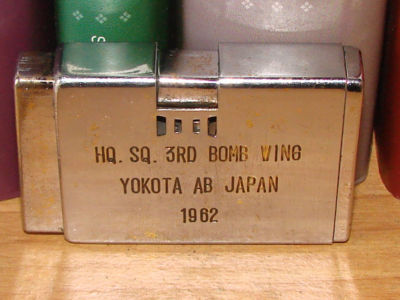 HQ. SQ. 3RD BOMB WING
YOKOTA AB JAPAN
1962